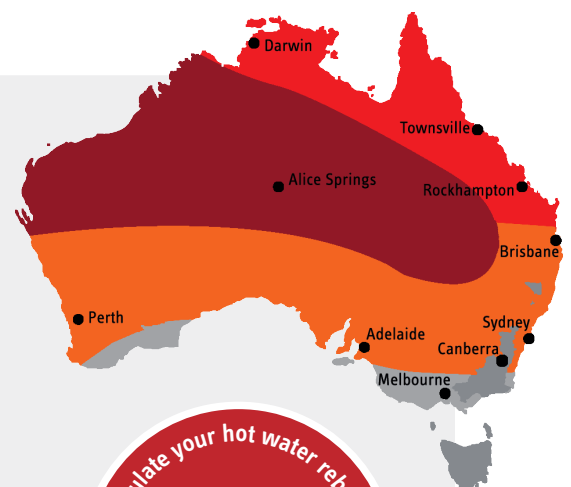 Darwin
Townsville
Alice Springs
Rockhampton
Brisbane
Perth
Sydney
Adelaide
Canberra
Melbourne
your hot water